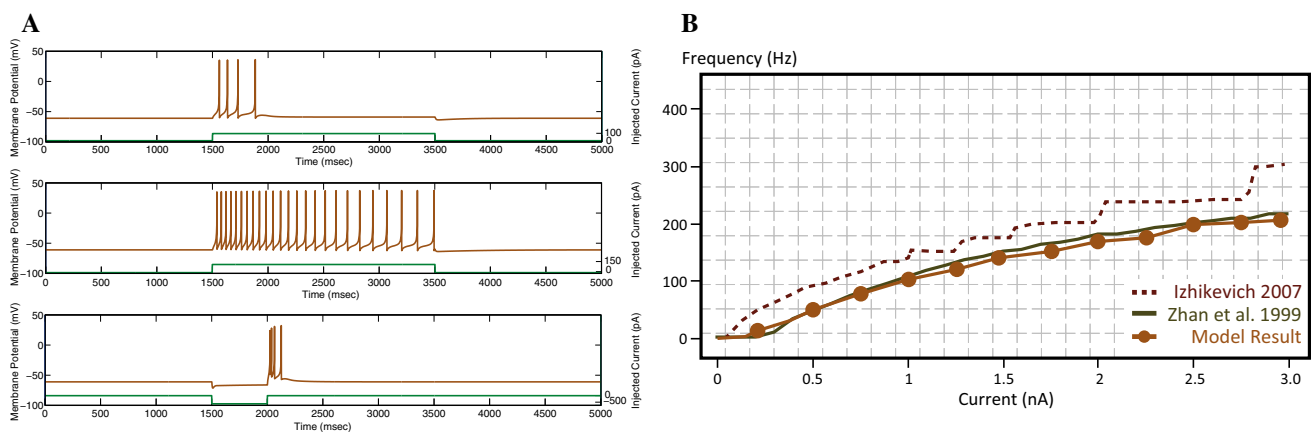 A
Membrane Potential (mV)
50
0
−50
−100
0 500 1000 1500 2000 2500 3000 3500 4000 4500 5000
Time (msec)
100
0
Injected Current (pA)
Membrane Potential (mV)
50
0
−50
−100
0 500 1000 1500 2000 2500 3000 3500 4000 4500 5000
Time (msec)
150
0
Injected Current (pA)
Membrane Potential (mV)
50
0
−50
−100
0 500 1000 1500 2000 2500 3000 3500 4000 4500 5000
Time (msec)
0
−500
Injected Current (pA)
B
Frequency (Hz)
400
300
200
100
0
Izhikevich 2007
Zhan et al. 1999
Model Result
0 0.5 1 1.5 2 2.5 3.0
Current (nA)